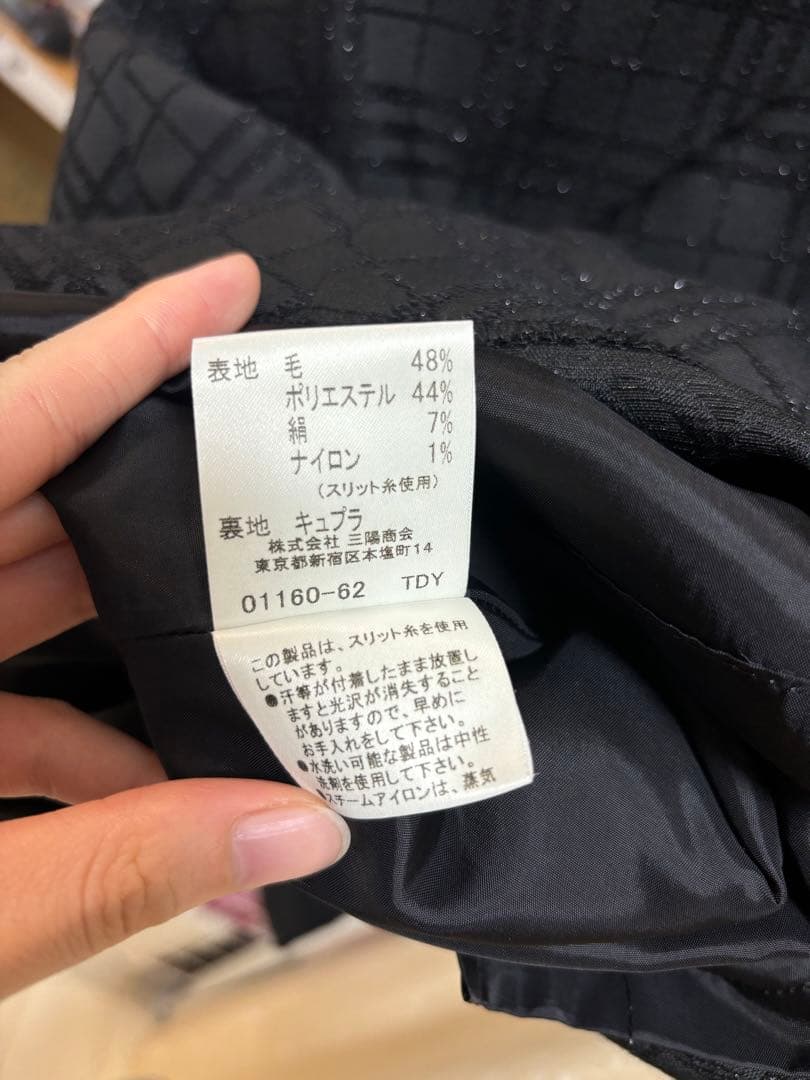 表地 毛 48%
ポリエステル 44%
絹 7%
ナイロン 1%
(スリット糸使用)
裏地 キュプラ
株式会社 三陽商会
東京都新宿区本塩町14
01160-62 TDY
この製品は、スリット糸を使用
しています。
●汗等が付着したまま放置し
ますと光沢が消失すること
がありますので、早めに
お手入れをして下さい。
●水洗い可能な製品は中性
洗剤を使用して下さい。
スチームアイロンは、蒸気